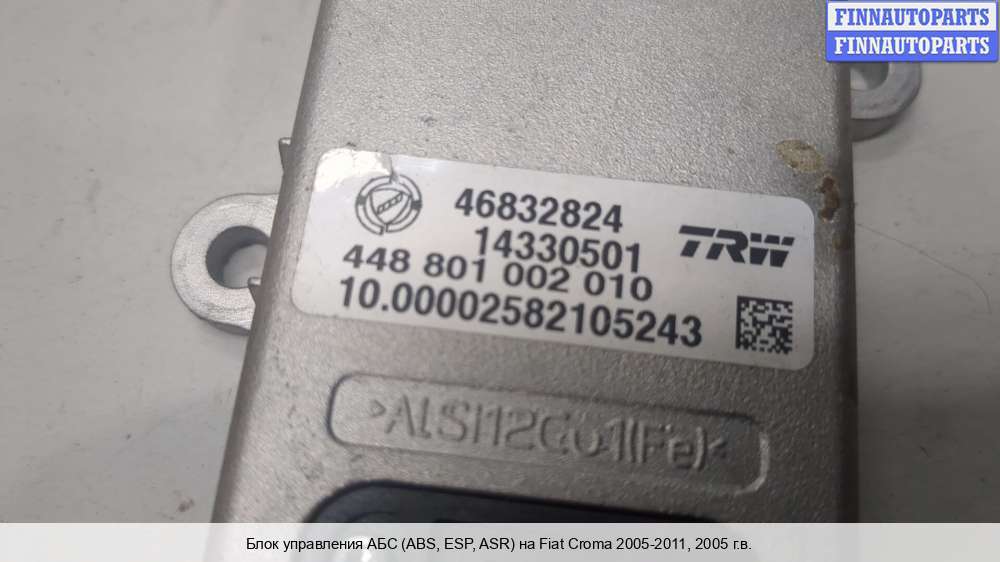 FINNAUTOPARTS
FINNAUTOPARTS
46832824
14330501
TRW
448 801 002 010
10.00002582105243
>AlSi12Cu1(Fe)<
Блок управления АБС (ABS, ESP, ASR) на Fiat Croma 2005-2011, 2005 г.в.